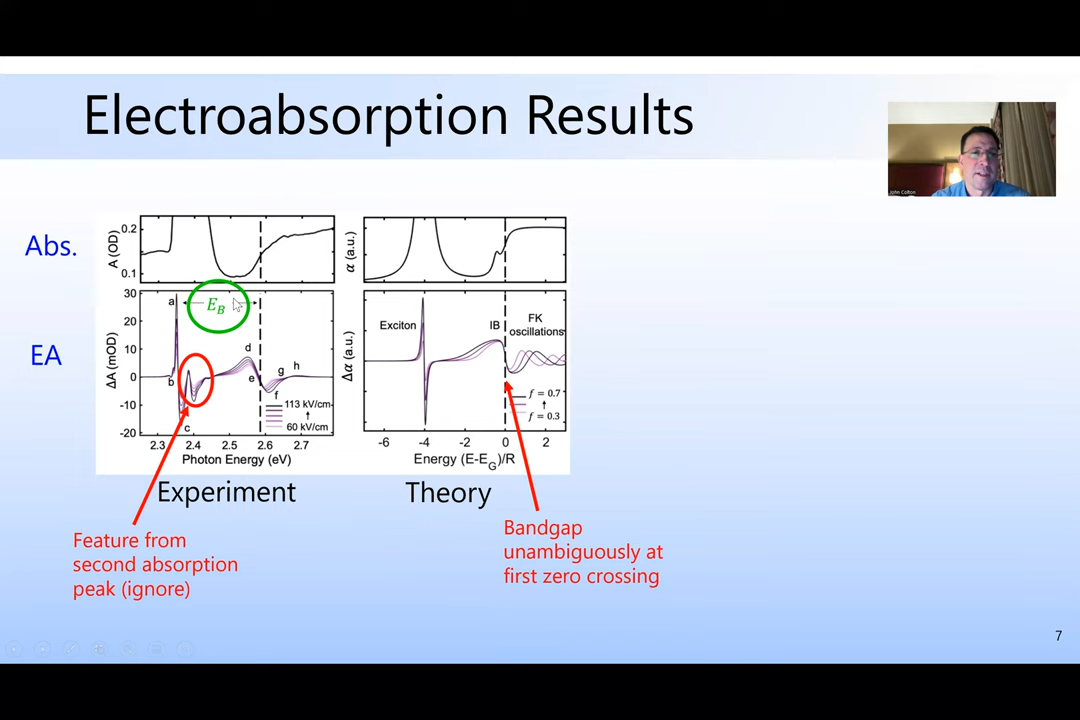 Electroabsorption Results
John Colton
Abs.
A (OD)
0.2
0.1
α (a.u.)
EA
ΔA (mOD)
30
20
10
0
-10
-20
a
E_B
b
c
d
e
f
g
h
113 kV/cm
60 kV/cm
2.3 2.4 2.5 2.6 2.7
Photon Energy (eV)
Δα (a.u.)
Exciton
IB
FK
oscillations
f = 0.7
f = 0.3
-6 -4 -2 0 2
Energy (E-E_G)/R
Experiment
Theory
Feature from
second absorption
peak (ignore)
Bandgap
unambiguously at
first zero crossing
7